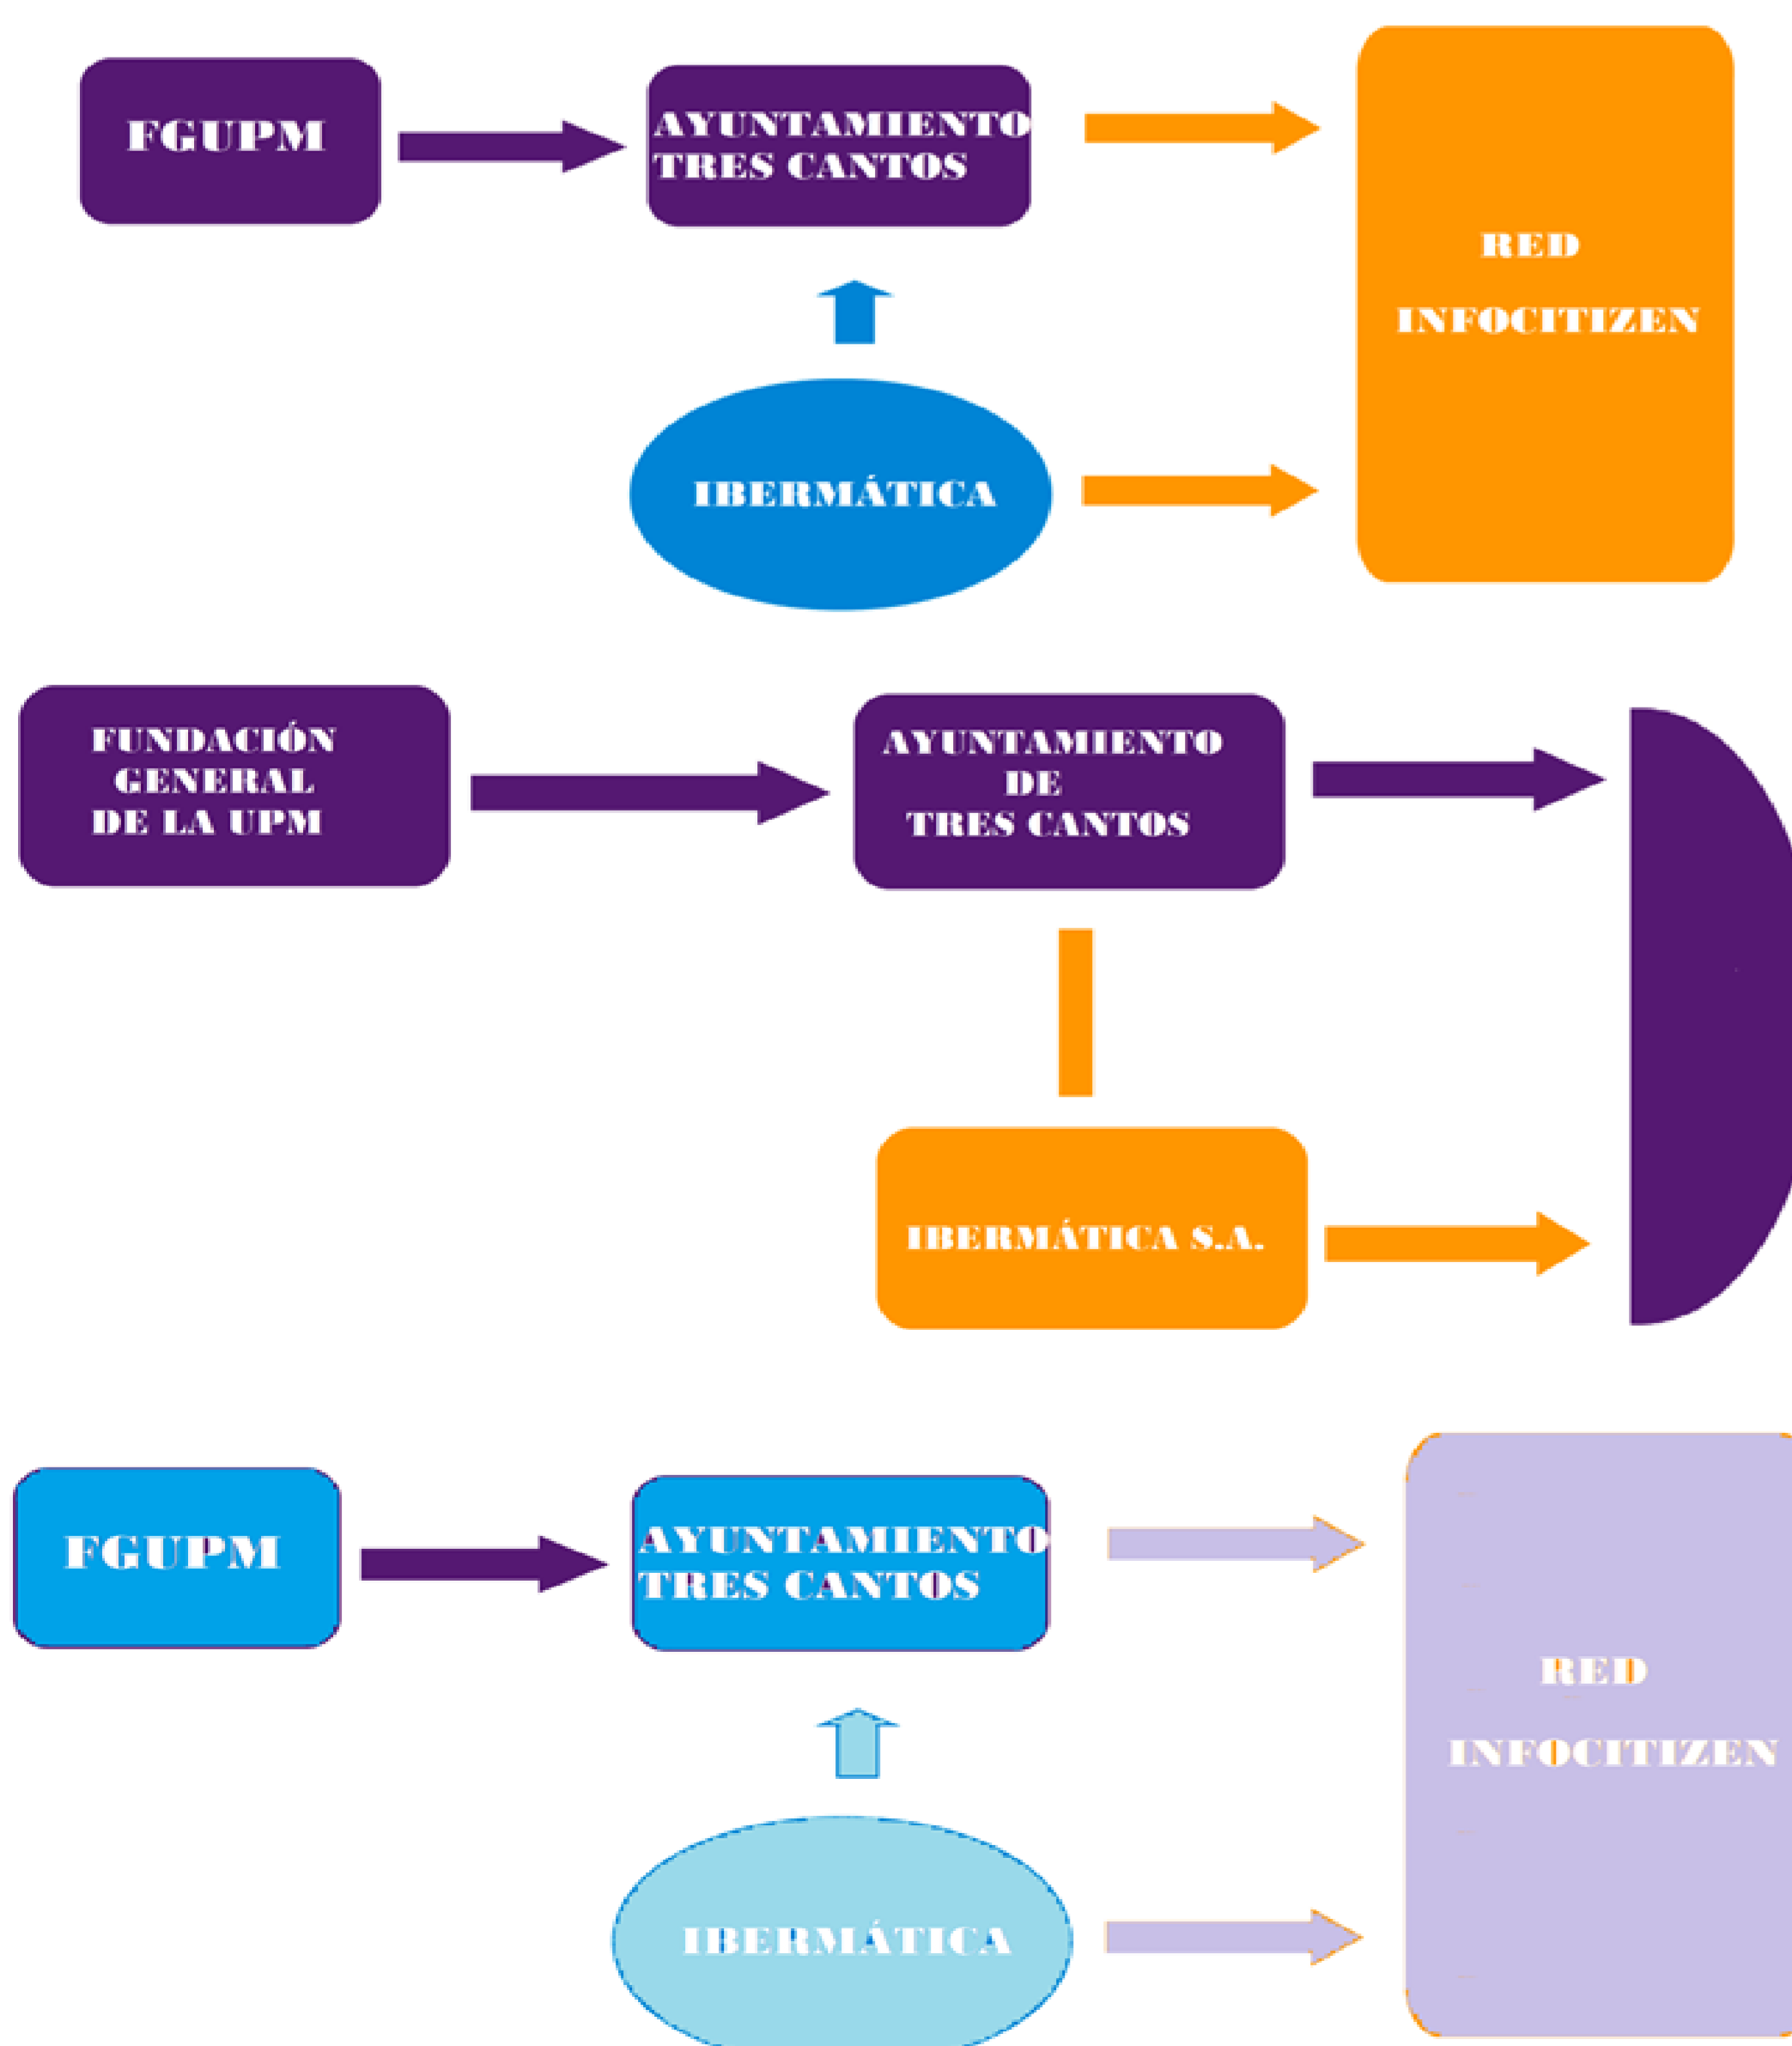 FGUPM
AYUNTAMIENTO
TRES CANTOS
RED
INFOCITIZEN
IBERMÁTICA
FUNDACIÓN
GENERAL
DE LA UPM
AYUNTAMIENTO
DE
TRES CANTOS
IBERMÁTICA S.A.
FGUPM
AYUNTAMIENTO
TRES CANTOS
RED
INFOCITIZEN
IBERMÁTICA